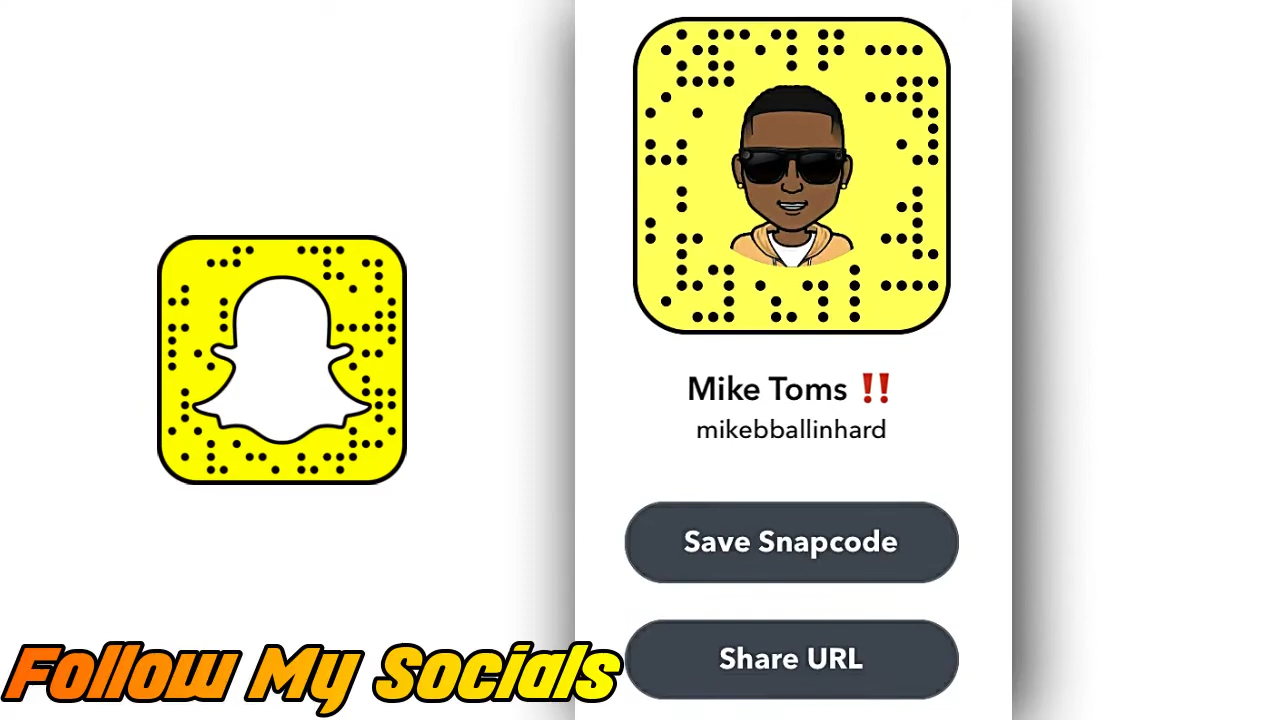 Mike Toms ‼️
mikebballinhard
Save Snapcode
Share URL
Follow My Socials